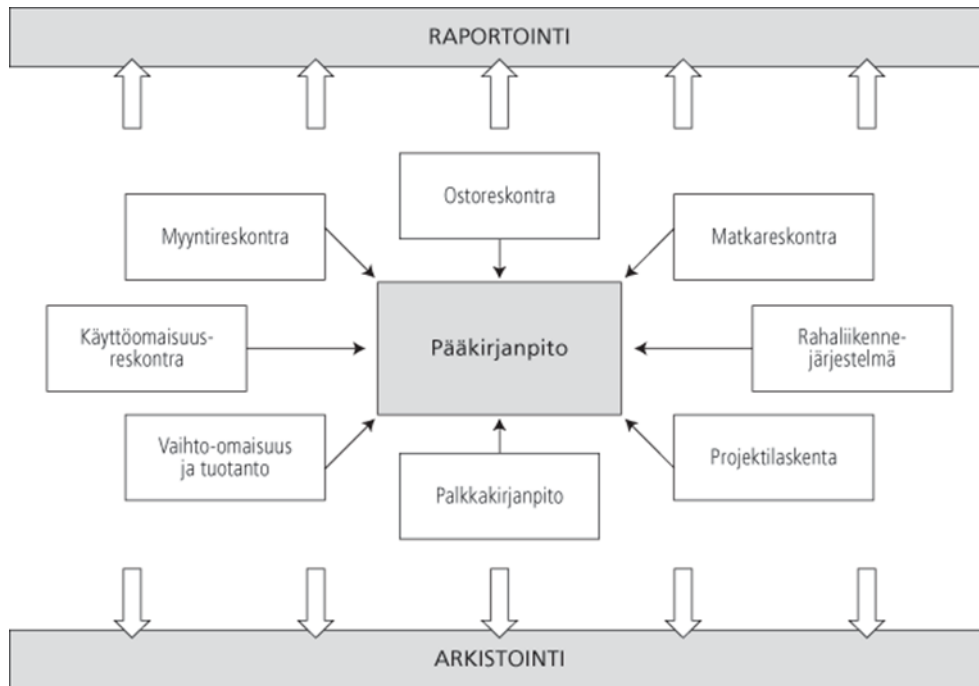 RAPORTOINTI
Ostoreskontra
Myyntireskontra
Matkareskontra
Käyttöomaisuus-
reskontra
Pääkirjanpito
Rahaliikenne-
järjestelmä
Vaihto-omaisuus
ja tuotanto
Palkkakirjanpito
Projektilaskenta
ARKISTOINTI